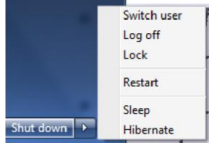 Switch user
Log off
Lock
Restart
Sleep
Shut down
Hibernate